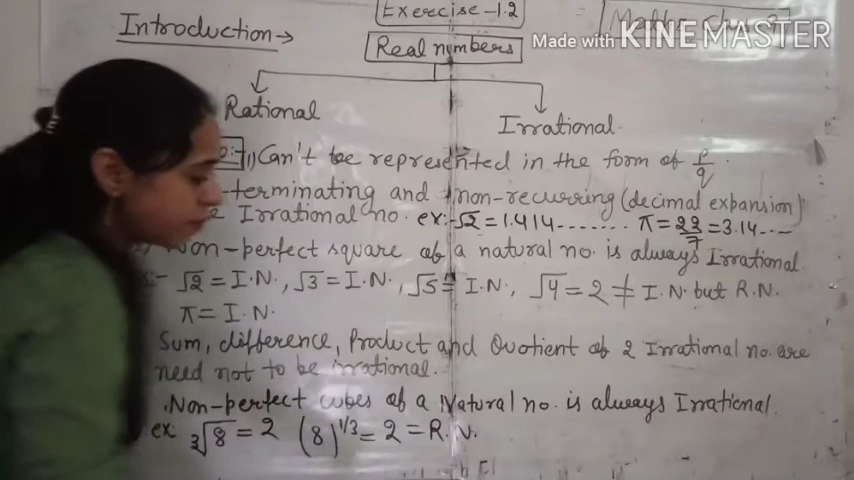 Exercise-1.2
Introduction→
Made with KINEMASTER
Real numbers
Rational
Irrational.
1) Can't be represented in the form of p/q.
-terminating and non-recurring (decimal expansion)
Irrational no. ex:- √2 = 1.414....... π = 22/7 = 3.14....
Non-perfect square of a natural no. is always Irrational.
:- √2 = I.N., √3 = I.N., √5 = I.N., √4 = 2 ≠ I.N. but R.N.
π = I.N.
Sum, difference, Product and Quotient of 2 Irrational no. are
need not to be irrational.
Non-perfect cubes of a Natural no. is always Irrational.
ex 3√8 = 2 (8)^1/3 = 2 = R.N.